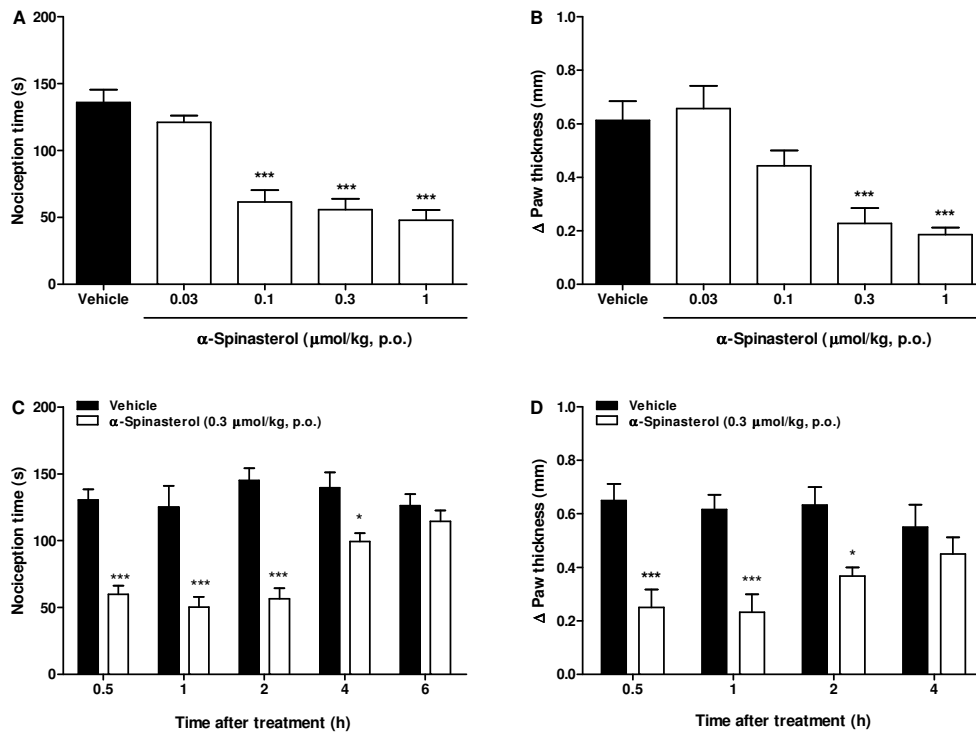 A
Nociception time (s)
200
150
100
50
0
***
***
***
Vehicle
0.03
0.1
0.3
1
α-Spinasterol (μmol/kg, p.o.)
B
Δ Paw thickness (mm)
1.0
0.8
0.6
0.4
0.2
0.0
***
***
Vehicle
0.03
0.1
0.3
1
α-Spinasterol (μmol/kg, p.o.)
C
Vehicle
α-Spinasterol (0.3 μmol/kg, p.o.)
Nociception time (s)
200
150
100
50
0
***
***
***
*
0.5
1
2
4
6
Time after treatment (h)
D
Vehicle
α-Spinasterol (0.3 μmol/kg, p.o.)
Δ Paw thickness (mm)
1.0
0.8
0.6
0.4
0.2
0.0
***
***
*
0.5
1
2
4
Time after treatment (h)